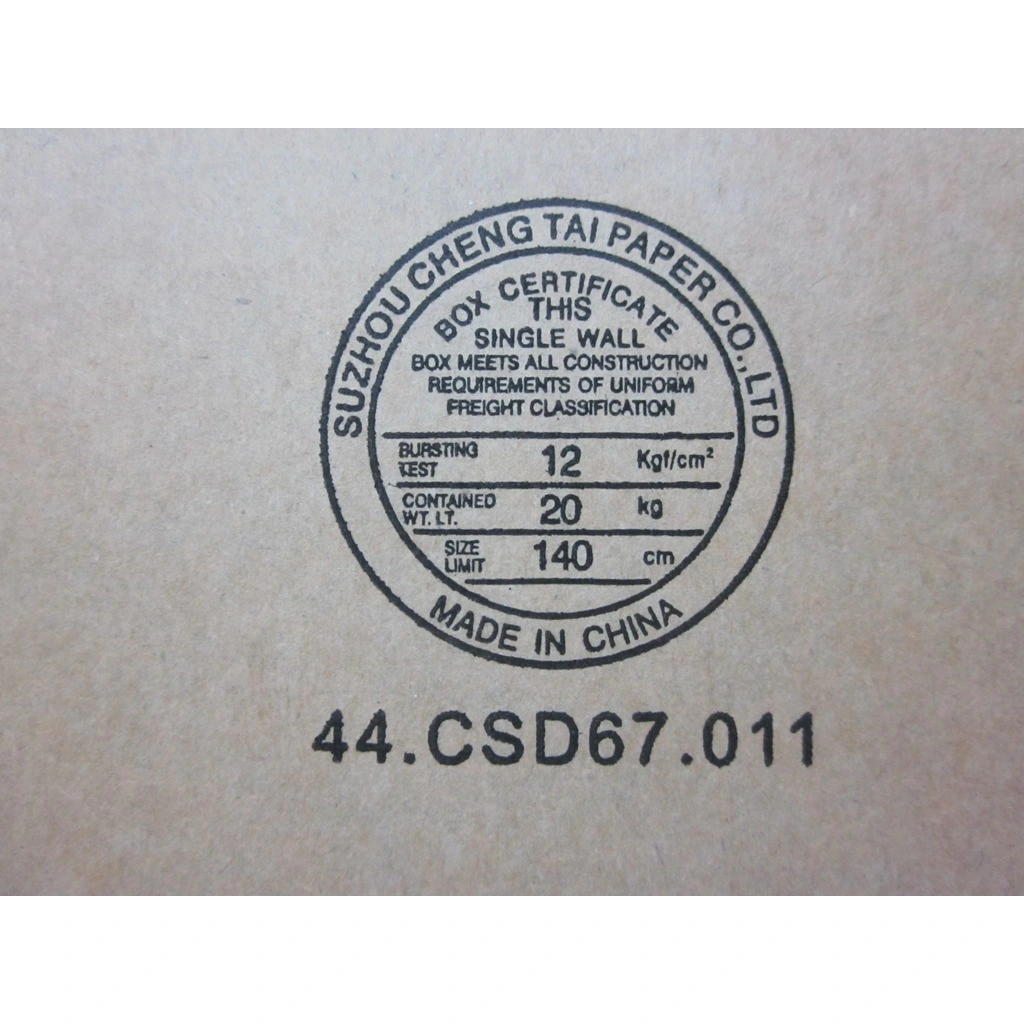 SUZHOU CHENG TAI PAPER CO.,LTD
BOX CERTIFICATE
THIS
SINGLE WALL
BOX MEETS ALL CONSTRUCTION
REQUIREMENTS OF UNIFORM
FREIGHT CLASSIFICATION
BURSTING TEST 12 Kgf/cm²
CONTAINED WT. LT. 20 kg
SIZE LIMIT 140 cm
MADE IN CHINA
44.CSD67.011